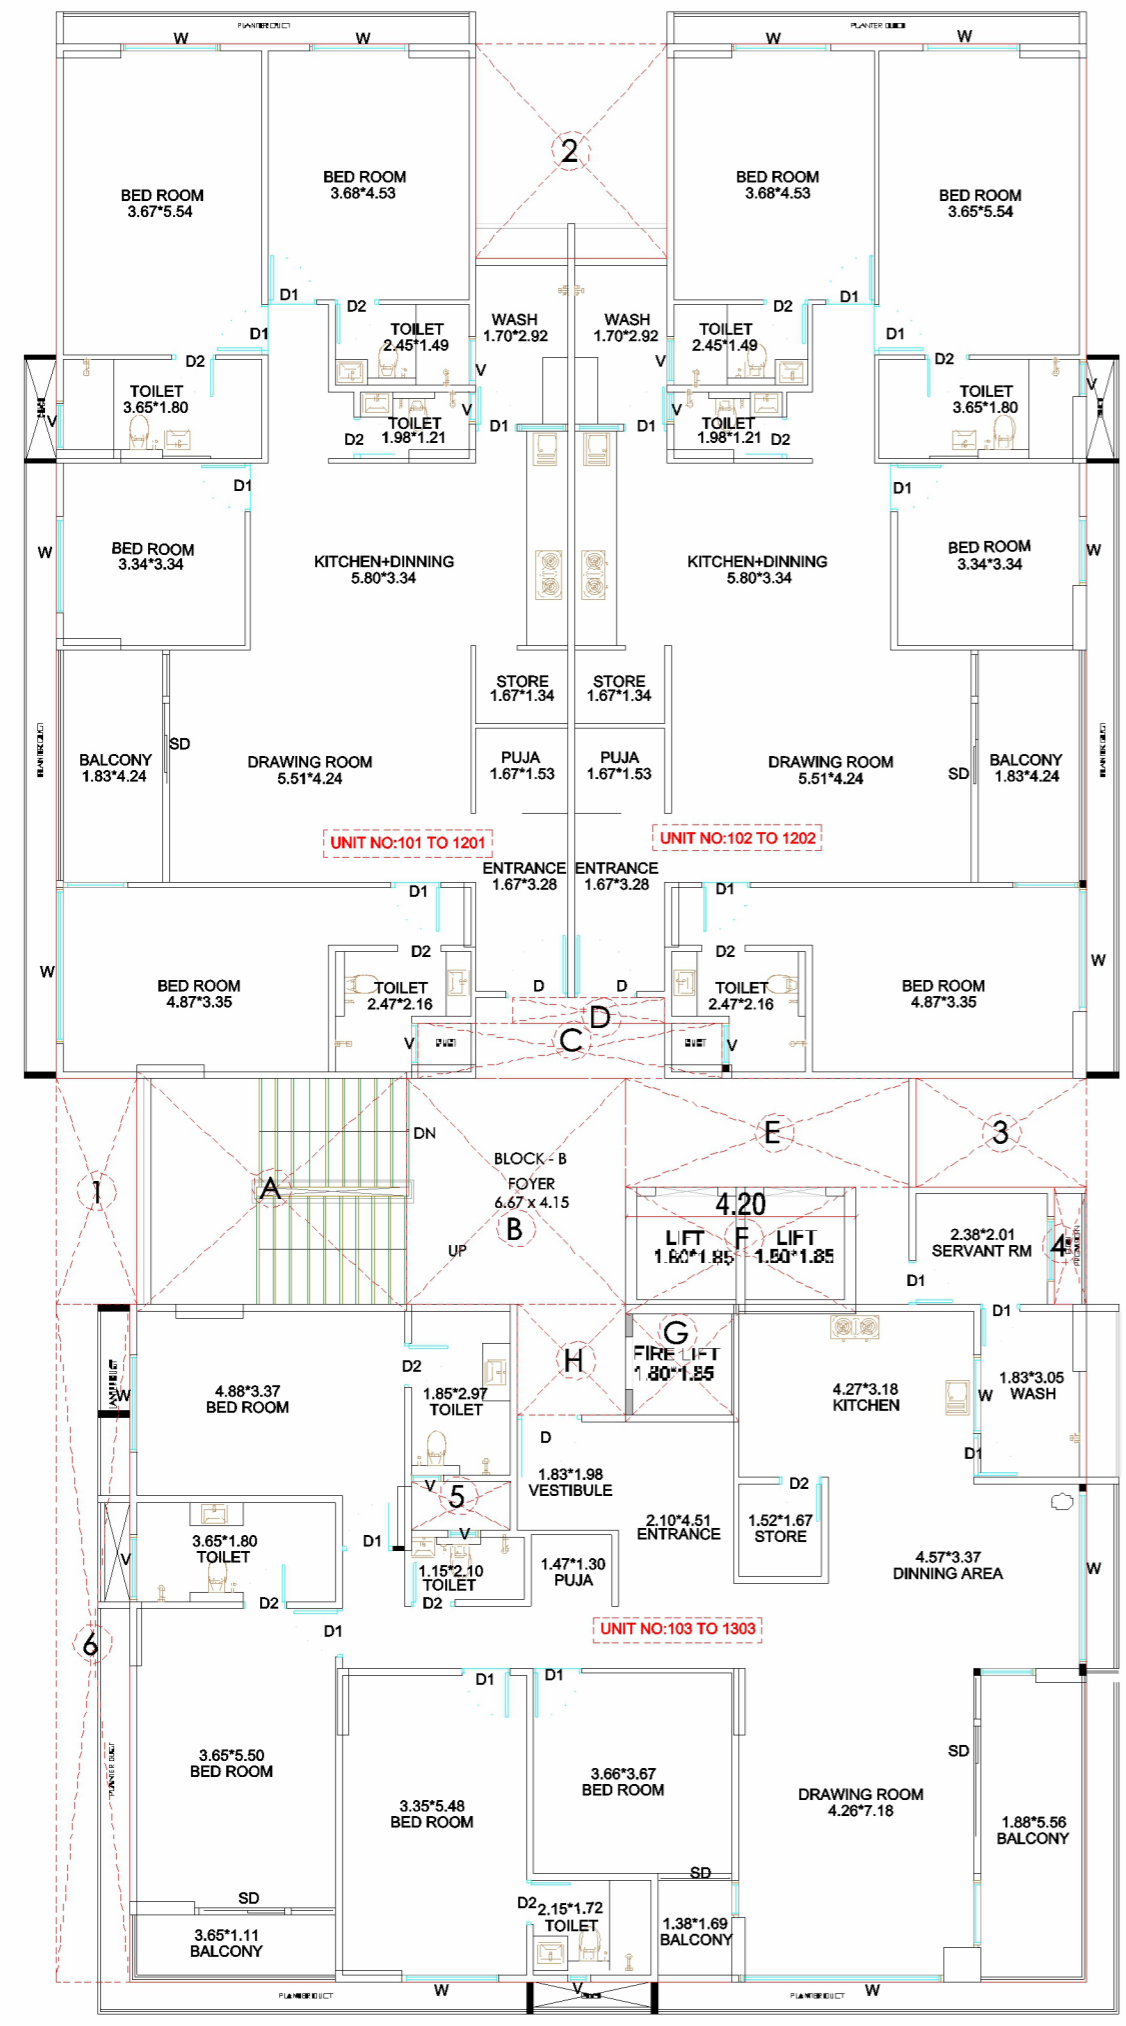 PLANTER DUCT
W
W
W
W
2
BED ROOM
3.67*5.54
BED ROOM
3.68*4.53
BED ROOM
3.68*4.53
BED ROOM
3.65*5.54
D1
D2
D2
D1
D1
D1
TOILET
2.45*1.49
WASH
1.70*2.92
WASH
1.70*2.92
TOILET
2.45*1.49
D2
D2
V
V
V
V
TOILET
3.65*1.80
V
V
TOILET
3.65*1.80
TOILET
1.98*1.21
D1
D1
TOILET
1.98*1.21
D2
D2
D1
D1
W
BED ROOM
3.34*3.34
KITCHEN+DINNING
5.80*3.34
KITCHEN+DINNING
5.80*3.34
BED ROOM
3.34*3.34
W
STORE
1.67*1.34
STORE
1.67*1.34
SD
SD
BALCONY
1.83*4.24
DRAWING ROOM
5.51*4.24
PUJA
1.67*1.53
PUJA
1.67*1.53
DRAWING ROOM
5.51*4.24
BALCONY
1.83*4.24
UNIT NO:101 TO 1201
UNIT NO:102 TO 1202
ENTRANCE
1.67*3.28
ENTRANCE
1.67*3.28
D1
D1
D2
D2
W
W
BED ROOM
4.87*3.35
TOILET
2.47*2.16
D
D
TOILET
2.47*2.16
BED ROOM
4.87*3.35
D
C
V
V
DN
E
3
BLOCK - B
FOYER
6.67 x 4.15
1
A
B
UP
4.20
LIFT
1.80*1.85
F
LIFT
1.50*1.85
2.38*2.01
SERVANT RM
4
D1
D1
H
G
FIRE LIFT
1.80*1.85
D2
W
4.88*3.37
BED ROOM
1.85*2.97
TOILET
4.27*3.18
KITCHEN
W
1.83*3.05
WASH
D
D1
V
5
1.83*1.98
VESTIBULE
D2
V
2.10*4.51
ENTRANCE
1.52*1.67
STORE
D1
V
3.65*1.80
TOILET
1.15*2.10
TOILET
1.47*1.30
PUJA
4.57*3.37
DINNING AREA
W
D2
D2
D1
6
UNIT NO:103 TO 1303
D1
D1
SD
3.65*5.50
BED ROOM
3.35*5.48
BED ROOM
3.66*3.67
BED ROOM
DRAWING ROOM
4.26*7.18
1.88*5.56
BALCONY
SD
SD
D2
2.15*1.72
TOILET
3.65*1.11
BALCONY
1.38*1.69
BALCONY
W
V
W
PLANTER DUCT
PLANTER DUCT